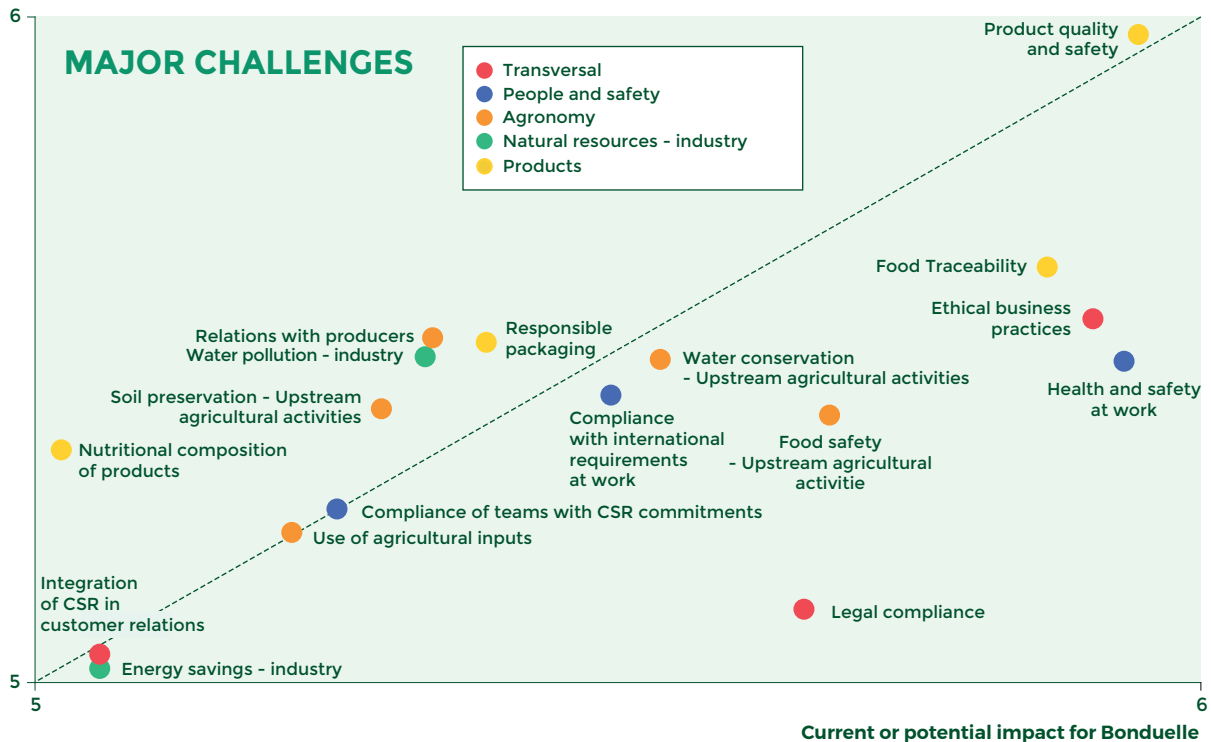 6
MAJOR CHALLENGES
Transversal
People and safety
Agronomy
Natural resources - industry
Products
Product quality
and safety
Food Traceability
Ethical business
practices
Health and safety
at work
Relations with producers
Water pollution - industry
Responsible
packaging
Water conservation
- Upstream agricultural activities
Soil preservation - Upstream
agricultural activities
Compliance
with international
requirements
at work
Food safety
- Upstream agricultural
activitie
Nutritional composition
of products
Compliance of teams with CSR commitments
Use of agricultural inputs
Integration
of CSR in
customer relations
Legal compliance
Energy savings - industry
5
5
6
Current or potential impact for Bonduelle